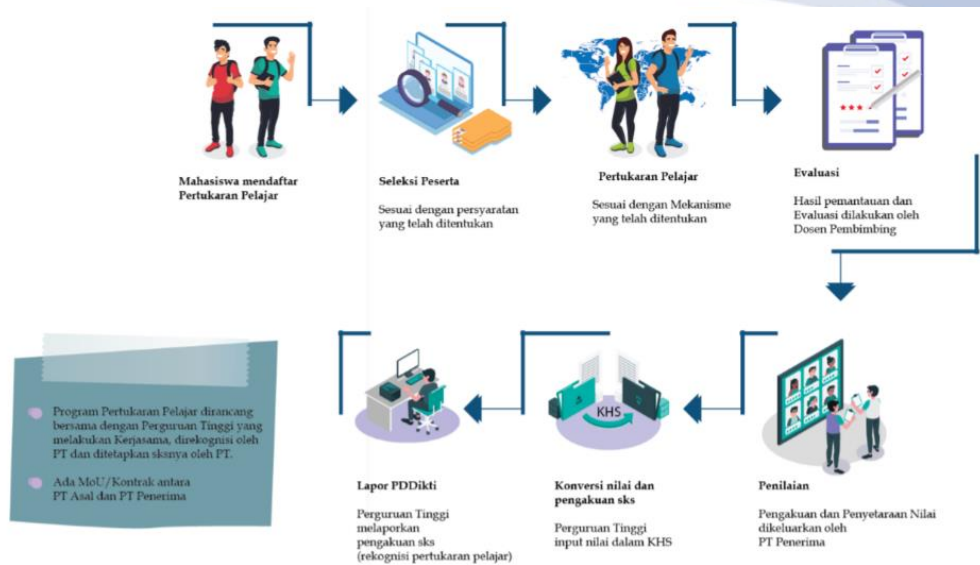 Mahasiswa mendaftar
Pertukaran Pelajar
Seleksi Peserta
Sesuai dengan persyaratan
yang telah ditentukan
Pertukaran Pelajar
Sesuai dengan Mekanisme
yang telah ditentukan
Evaluasi
Hasil pemantauan dan
Evaluasi dilakukan oleh
Dosen Pembimbing
Penilaian
Pengakuan dan Penyetaraan Nilai
dikeluarkan oleh
PT Penerima
KHS
Konversi nilai dan
pengakuan sks
Perguruan Tinggi
input nilai dalam KHS
Lapor PDDikti
Perguruan Tinggi
melaporkan
pengakuan sks
(rekognisi pertukaran pelajar)
Program Pertukaran Pelajar dirancang
bersama dengan Perguruan Tinggi yang
melakukan Kerjasama, direkognisi oleh
PT dan ditetapkan sksnya oleh PT.
Ada MoU/Kontrak antara
PT Asal dan PT Penerima